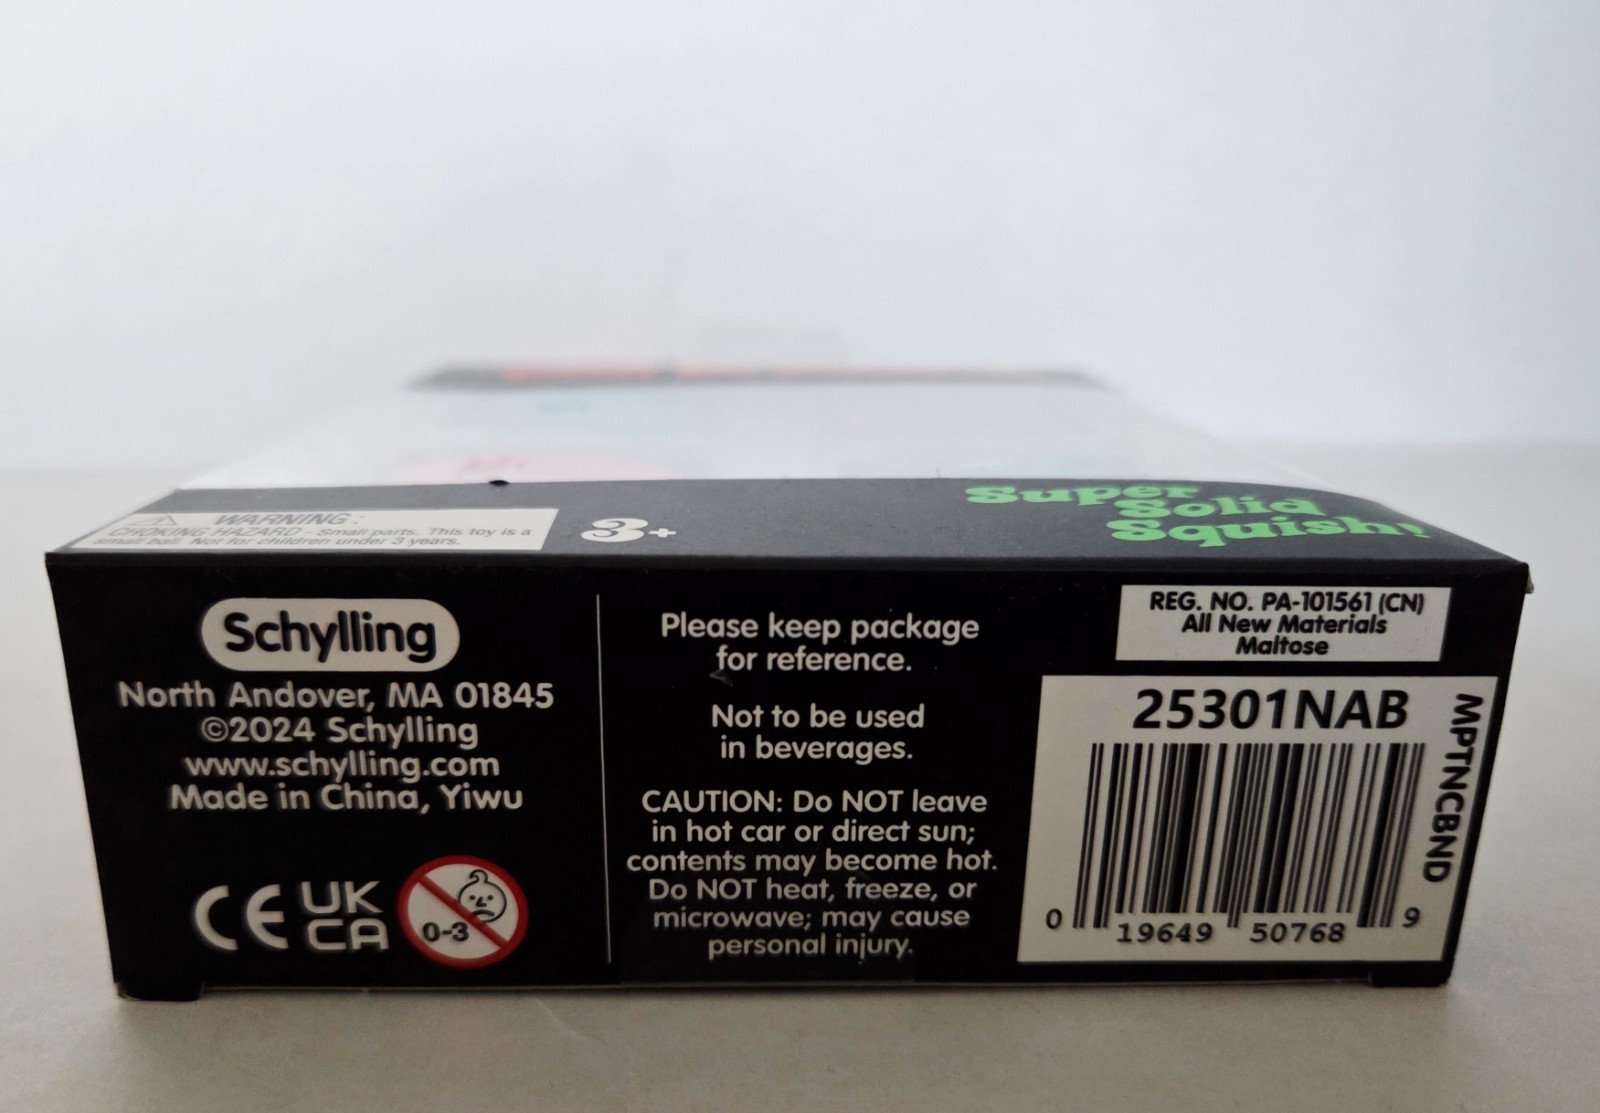 Super
Solid
Squish!
WARNING:
CHOKING HAZARD - Small parts. This toy is a
small ball. Not for children under 3 years.
3+
Schylling
North Andover, MA 01845
©2024 Schylling
www.schylling.com
Made in China, Yiwu
CE
UK
CA
0-3
Please keep package
for reference.
Not to be used
in beverages.
CAUTION: Do NOT leave
in hot car or direct sun;
contents may become hot.
Do NOT heat, freeze, or
microwave; may cause
personal injury.
REG. NO. PA-101561 (CN)
All New Materials
Maltose
25301NAB
MPTNCBND
0 19649 50768 9